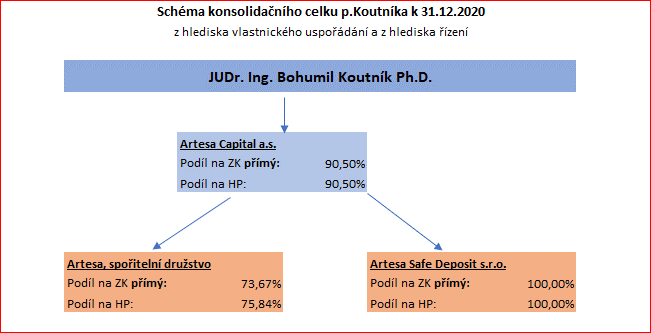 Schéma konsolidačního celku p.Koutníka k 31.12.2020
z hlediska vlastnického uspořádání a z hlediska řízení
JUDr. Ing. Bohumil Koutník Ph.D.
Artesa Capital a.s.
Podíl na ZK přímý: 90,50%
Podíl na HP: 90,50%
Artesa, spořitelní družstvo
Podíl na ZK přímý: 73,67%
Podíl na HP: 75,84%
Artesa Safe Deposit s.r.o.
Podíl na ZK přímý: 100,00%
Podíl na HP: 100,00%